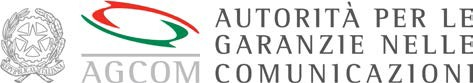 AGCOM
AUTORITÀ PER LE
GARANZIE NELLE
COMUNICAZIONI